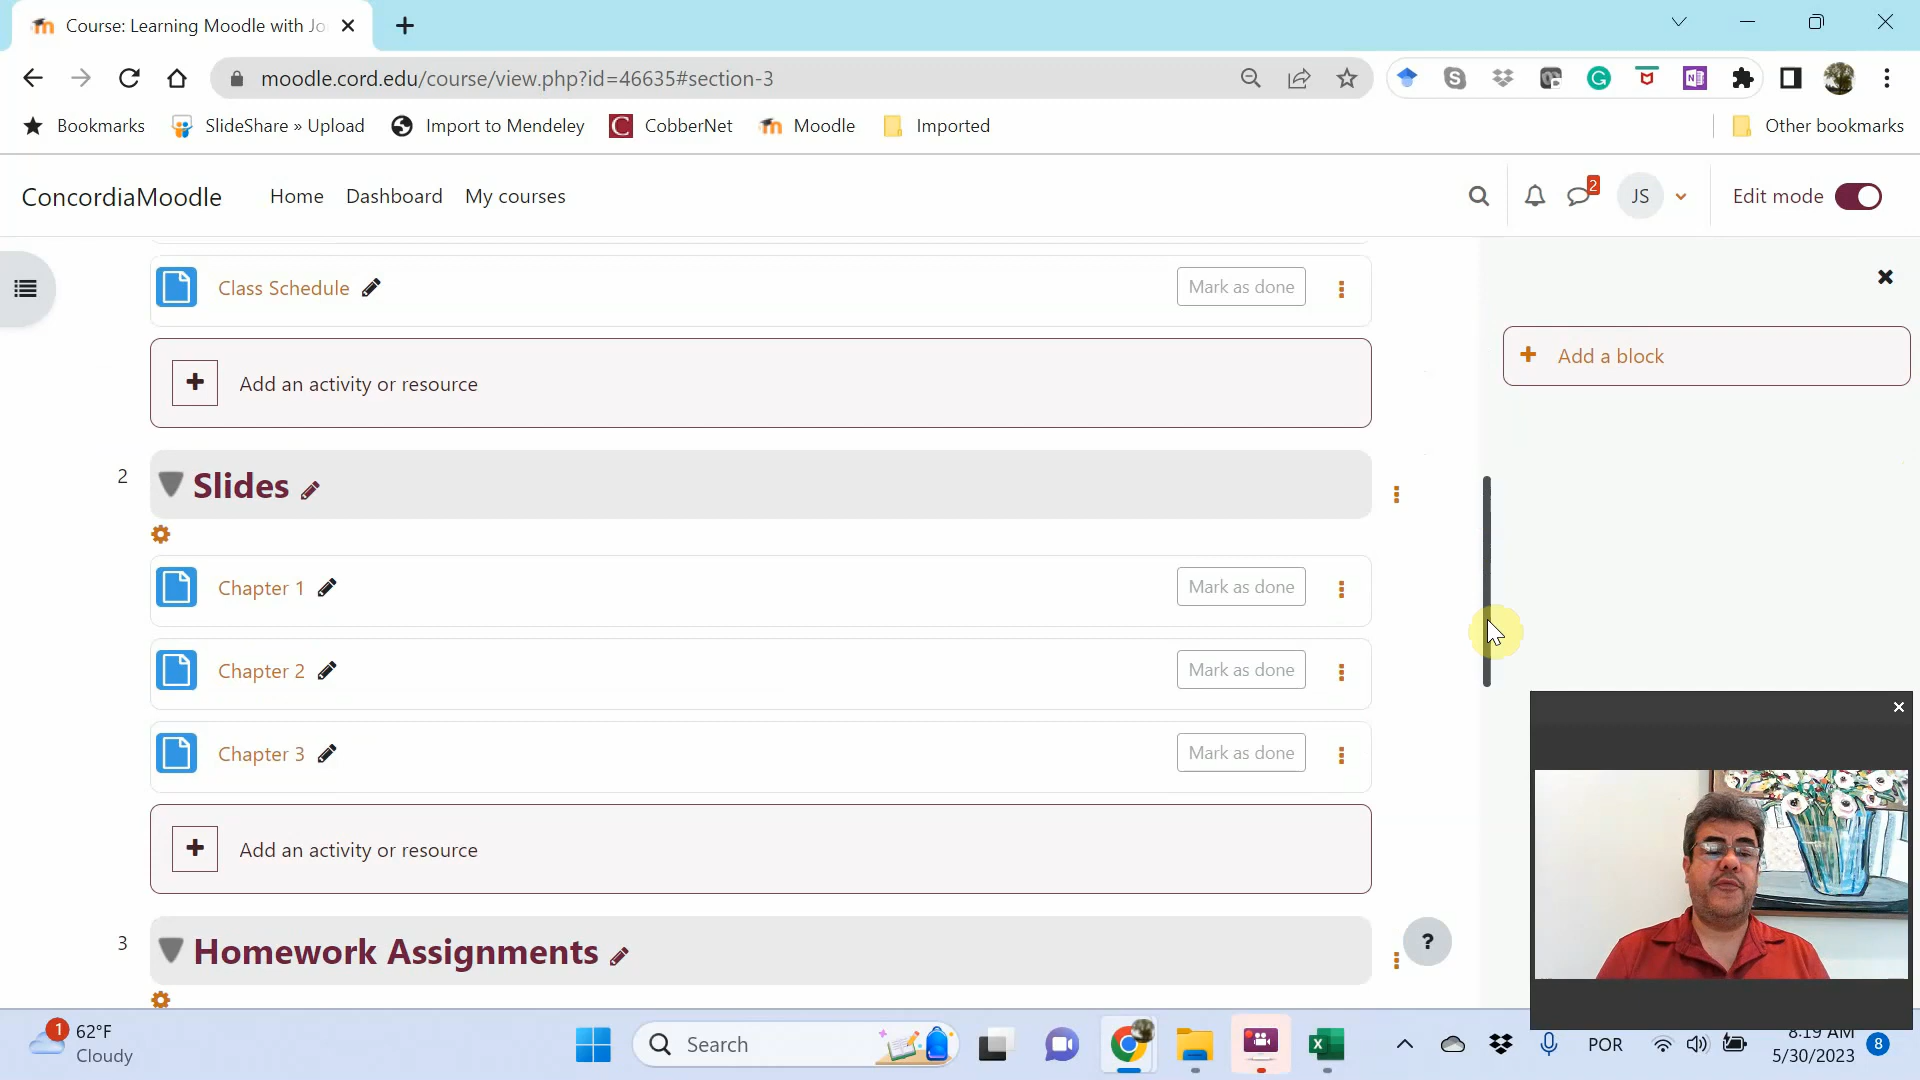 Course: Learning Moodle with Jo
moodle.cord.edu/course/view.php?id=46635#section-3
Bookmarks
SlideShare » Upload
Import to Mendeley
CobberNet
Moodle
Imported
Other bookmarks
ConcordiaMoodle
Home
Dashboard
My courses
2
JS
Edit mode
Class Schedule
Mark as done
Add a block
Add an activity or resource
2
Slides
Chapter 1
Mark as done
Chapter 2
Mark as done
Chapter 3
Mark as done
Add an activity or resource
3
Homework Assignments
?
1
62°F
Cloudy
Search
POR
8:19 AM
5/30/2023
8